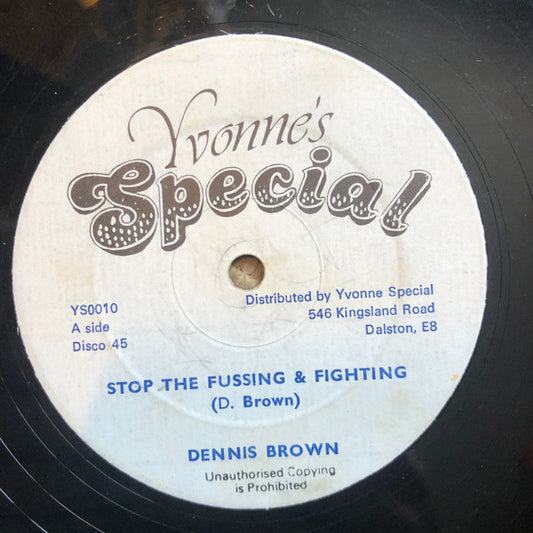 Yvonne's
Special
YS0010
A side
Disco 45
Distributed by Yvonne Special
546 Kingsland Road
Dalston, E8
STOP THE FUSSING & FIGHTING
(D. Brown)
DENNIS BROWN
Unauthorised Copying
is Prohibited